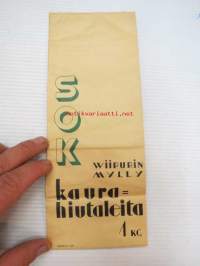 SOK
WIIPURIN
MYLLY
kaura=
hiutaleita
1 KG